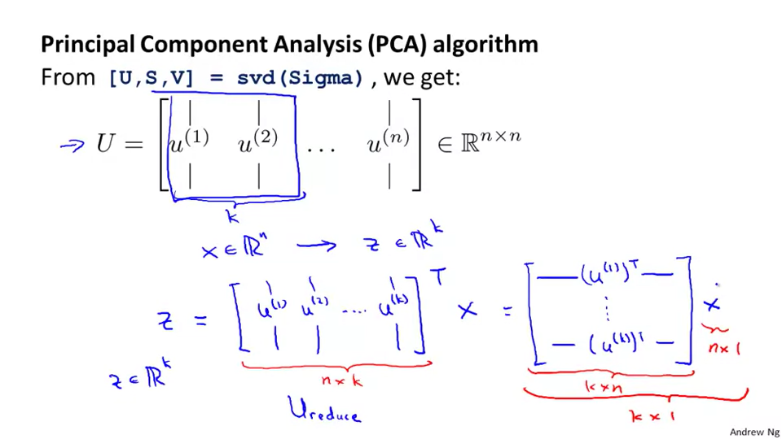 Principal Component Analysis (PCA) algorithm
From [U,S,V] = svd(Sigma) , we get:
→ U = [ | | | u⁽¹⁾ u⁽²⁾ … u⁽ⁿ⁾ | | | ] ∈ ℝⁿˣⁿ
k
x ∈ ℝⁿ → z ∈ ℝᵏ
z = [ | | | u⁽¹⁾ u⁽²⁾ … u⁽ᵏ⁾ | | | ]ᵀ x = [ — (u⁽¹⁾)ᵀ — ⋮ — (u⁽ᵏ⁾)ᵀ — ] x
z ∈ ℝᵏ n × k k × n n × 1
Ureduce k × 1
Andrew Ng